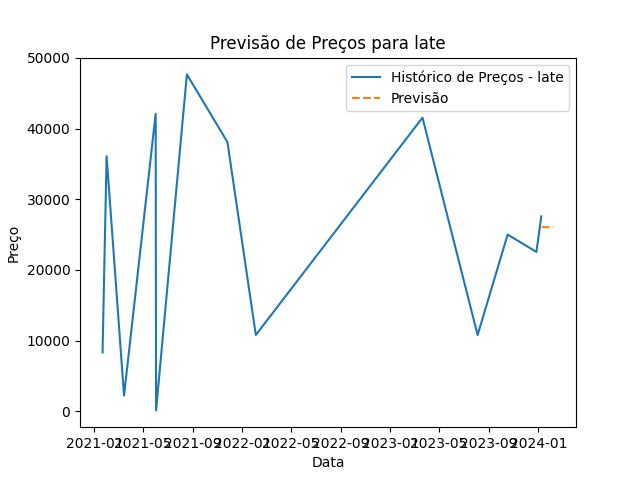 Previsão de Preços para late
Histórico de Preços - late
Previsão
50000
40000
30000
20000
10000
0
Preço
2021-01 2021-05 2021-09 2022-01 2022-05 2022-09 2023-01 2023-05 2023-09 2024-01
Data